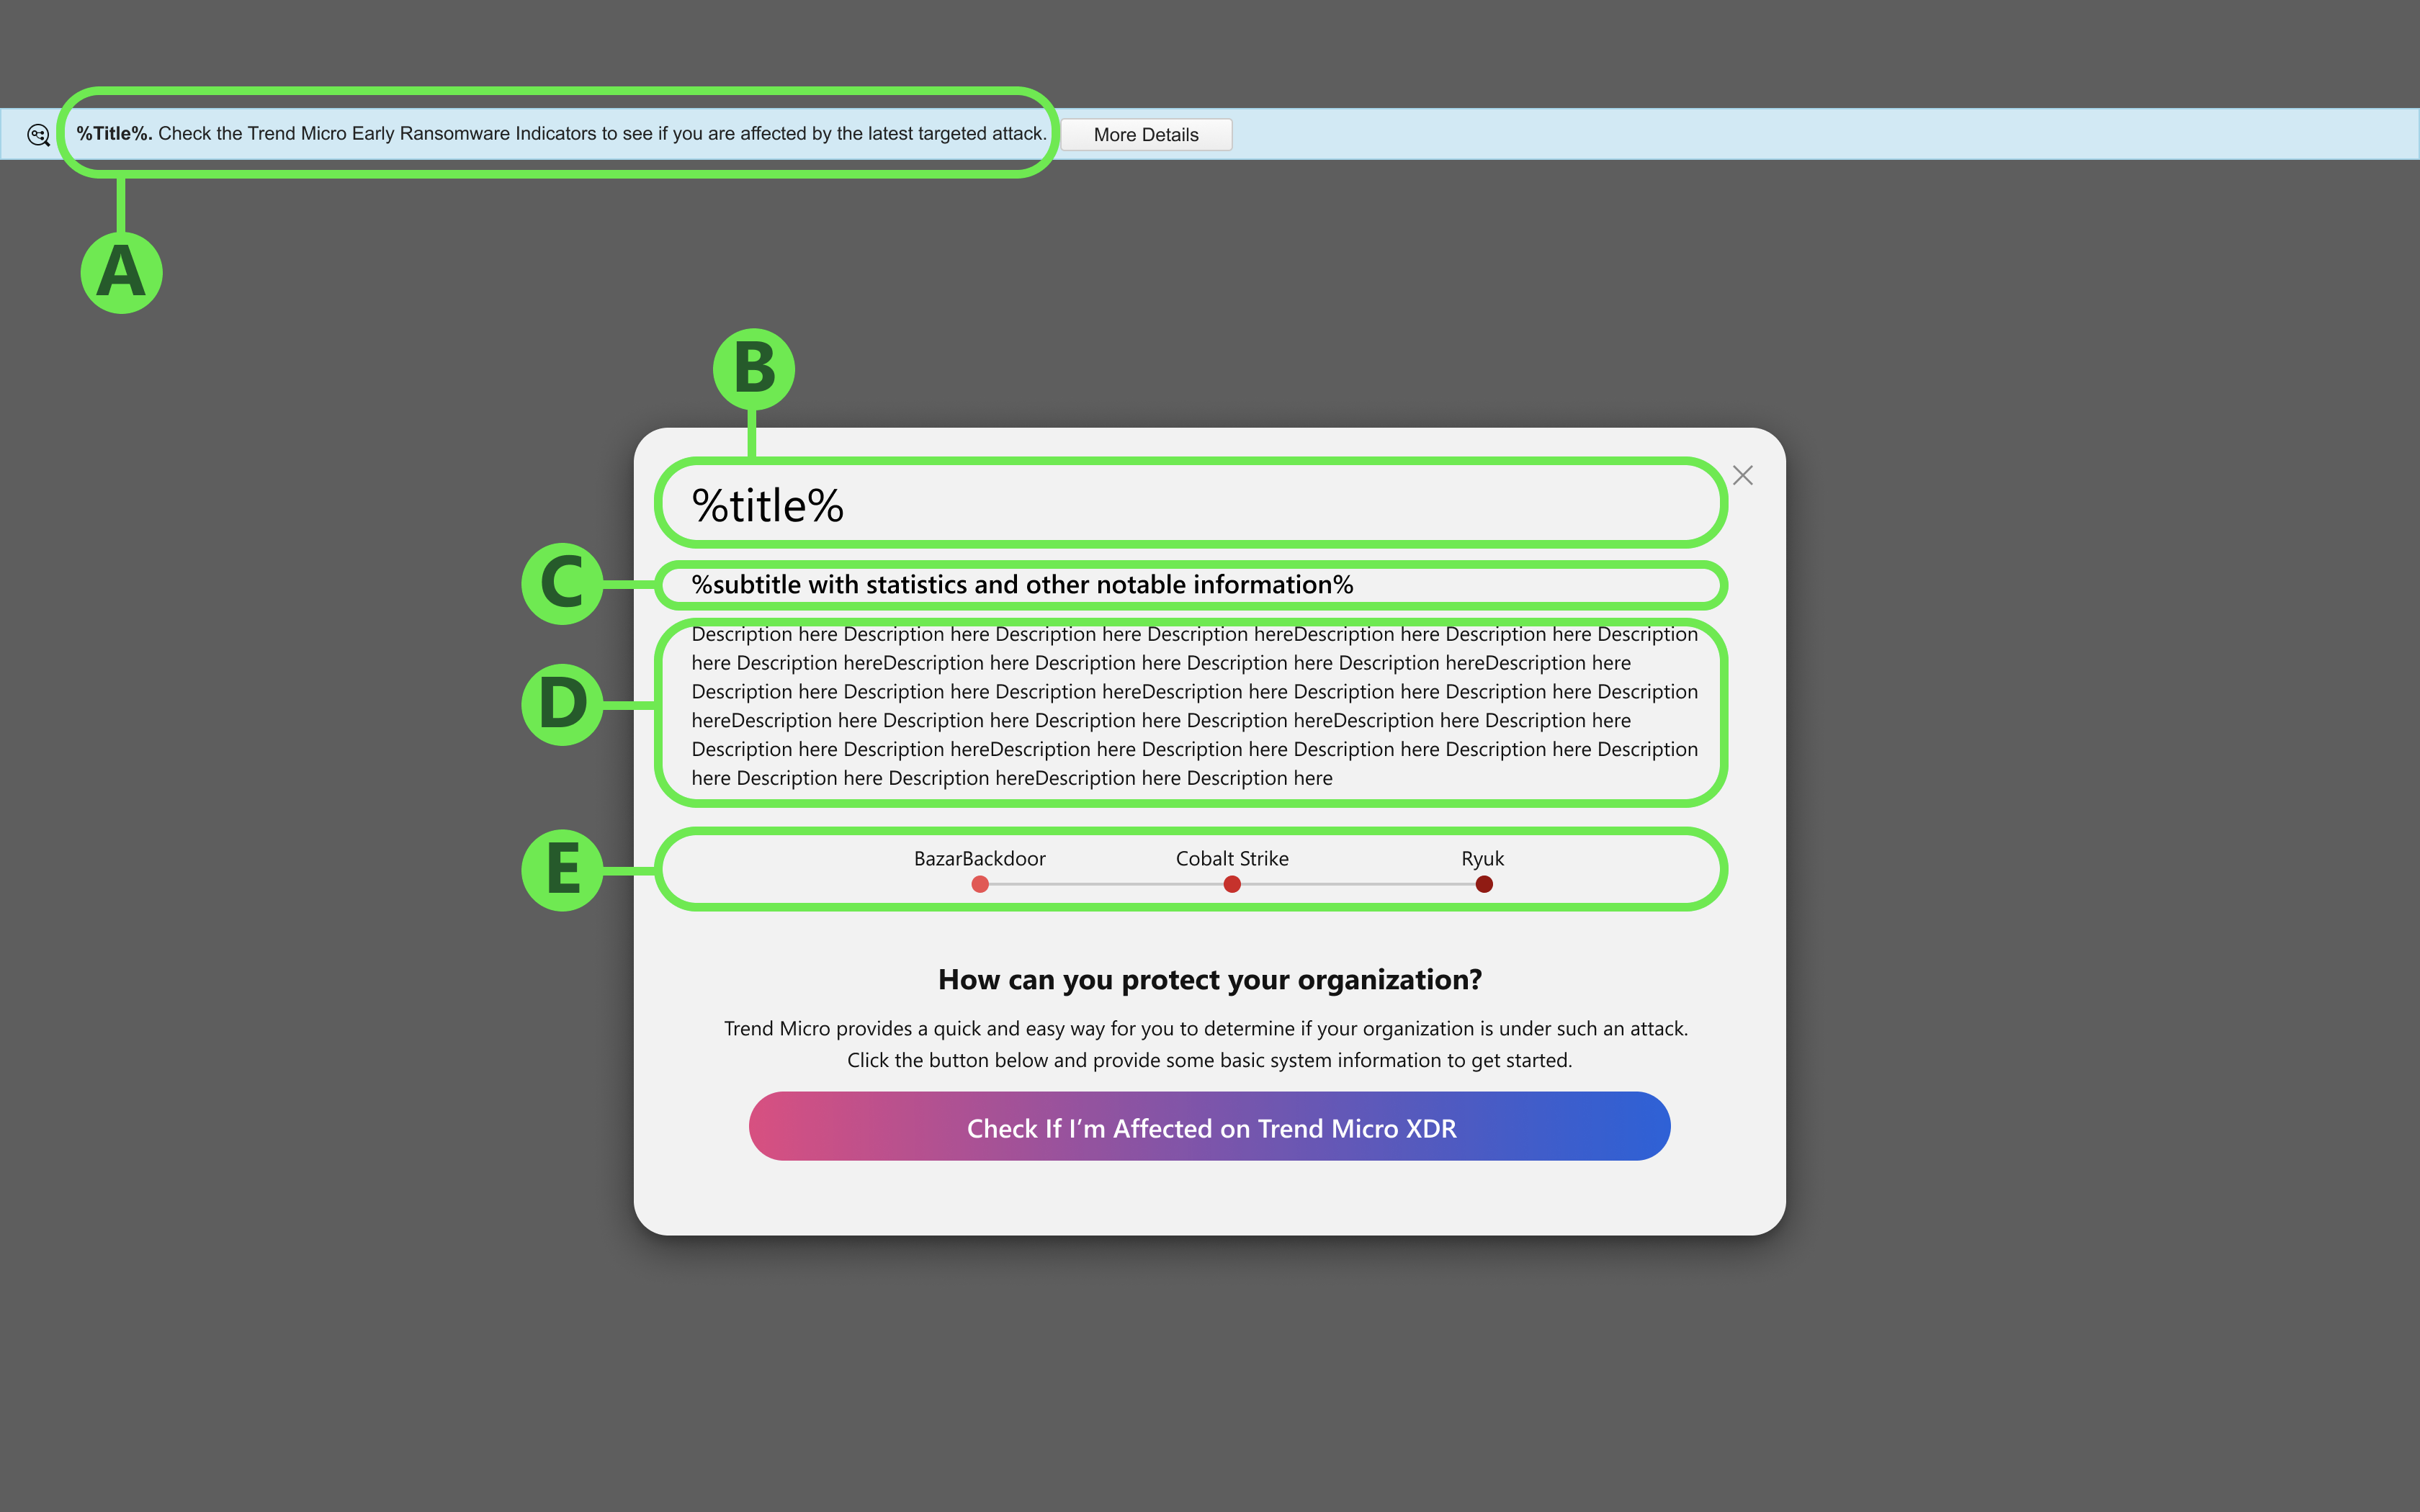 %Title%. Check the Trend Micro Early Ransomware Indicators to see if you are affected by the latest targeted attack. More Details
A
B
%title%
C %subtitle with statistics and other notable information%
Description here Description here Description here Description hereDescription here Description here Description
here Description hereDescription here Description here Description here Description hereDescription here
D Description here Description here Description hereDescription here Description here Description here Description
hereDescription here Description here Description here Description hereDescription here Description here
Description here Description hereDescription here Description here Description here Description here Description
here Description here Description hereDescription here Description here
E
BazarBackdoor Cobalt Strike Ryuk
How can you protect your organization?
Trend Micro provides a quick and easy way for you to determine if your organization is under such an attack.
Click the button below and provide some basic system information to get started.
Check If I’m Affected on Trend Micro XDR